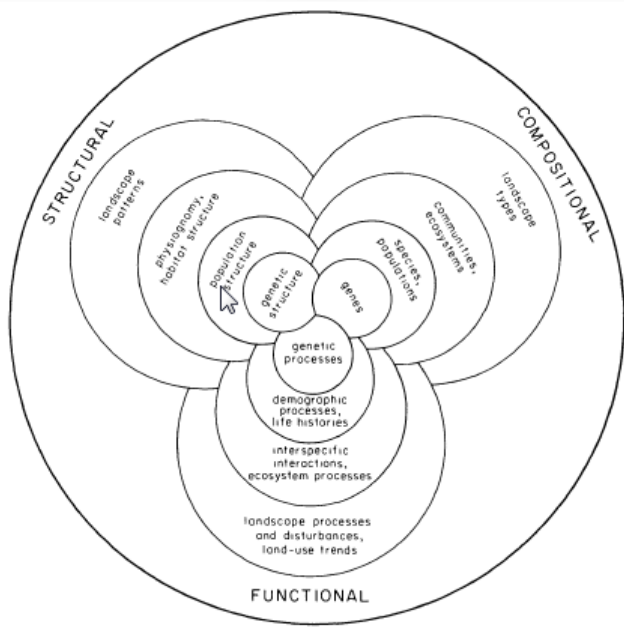 STRUCTURAL
COMPOSITIONAL
landscape
patterns
physiognomy,
habitat structure
population
structure
genetic
structure
landscape
types
communities,
ecosystems
species,
populations
genes
genetic
processes
demographic
processes,
life histories
interspecific
interactions,
ecosystem processes
landscape processes
and disturbances,
land-use trends
FUNCTIONAL